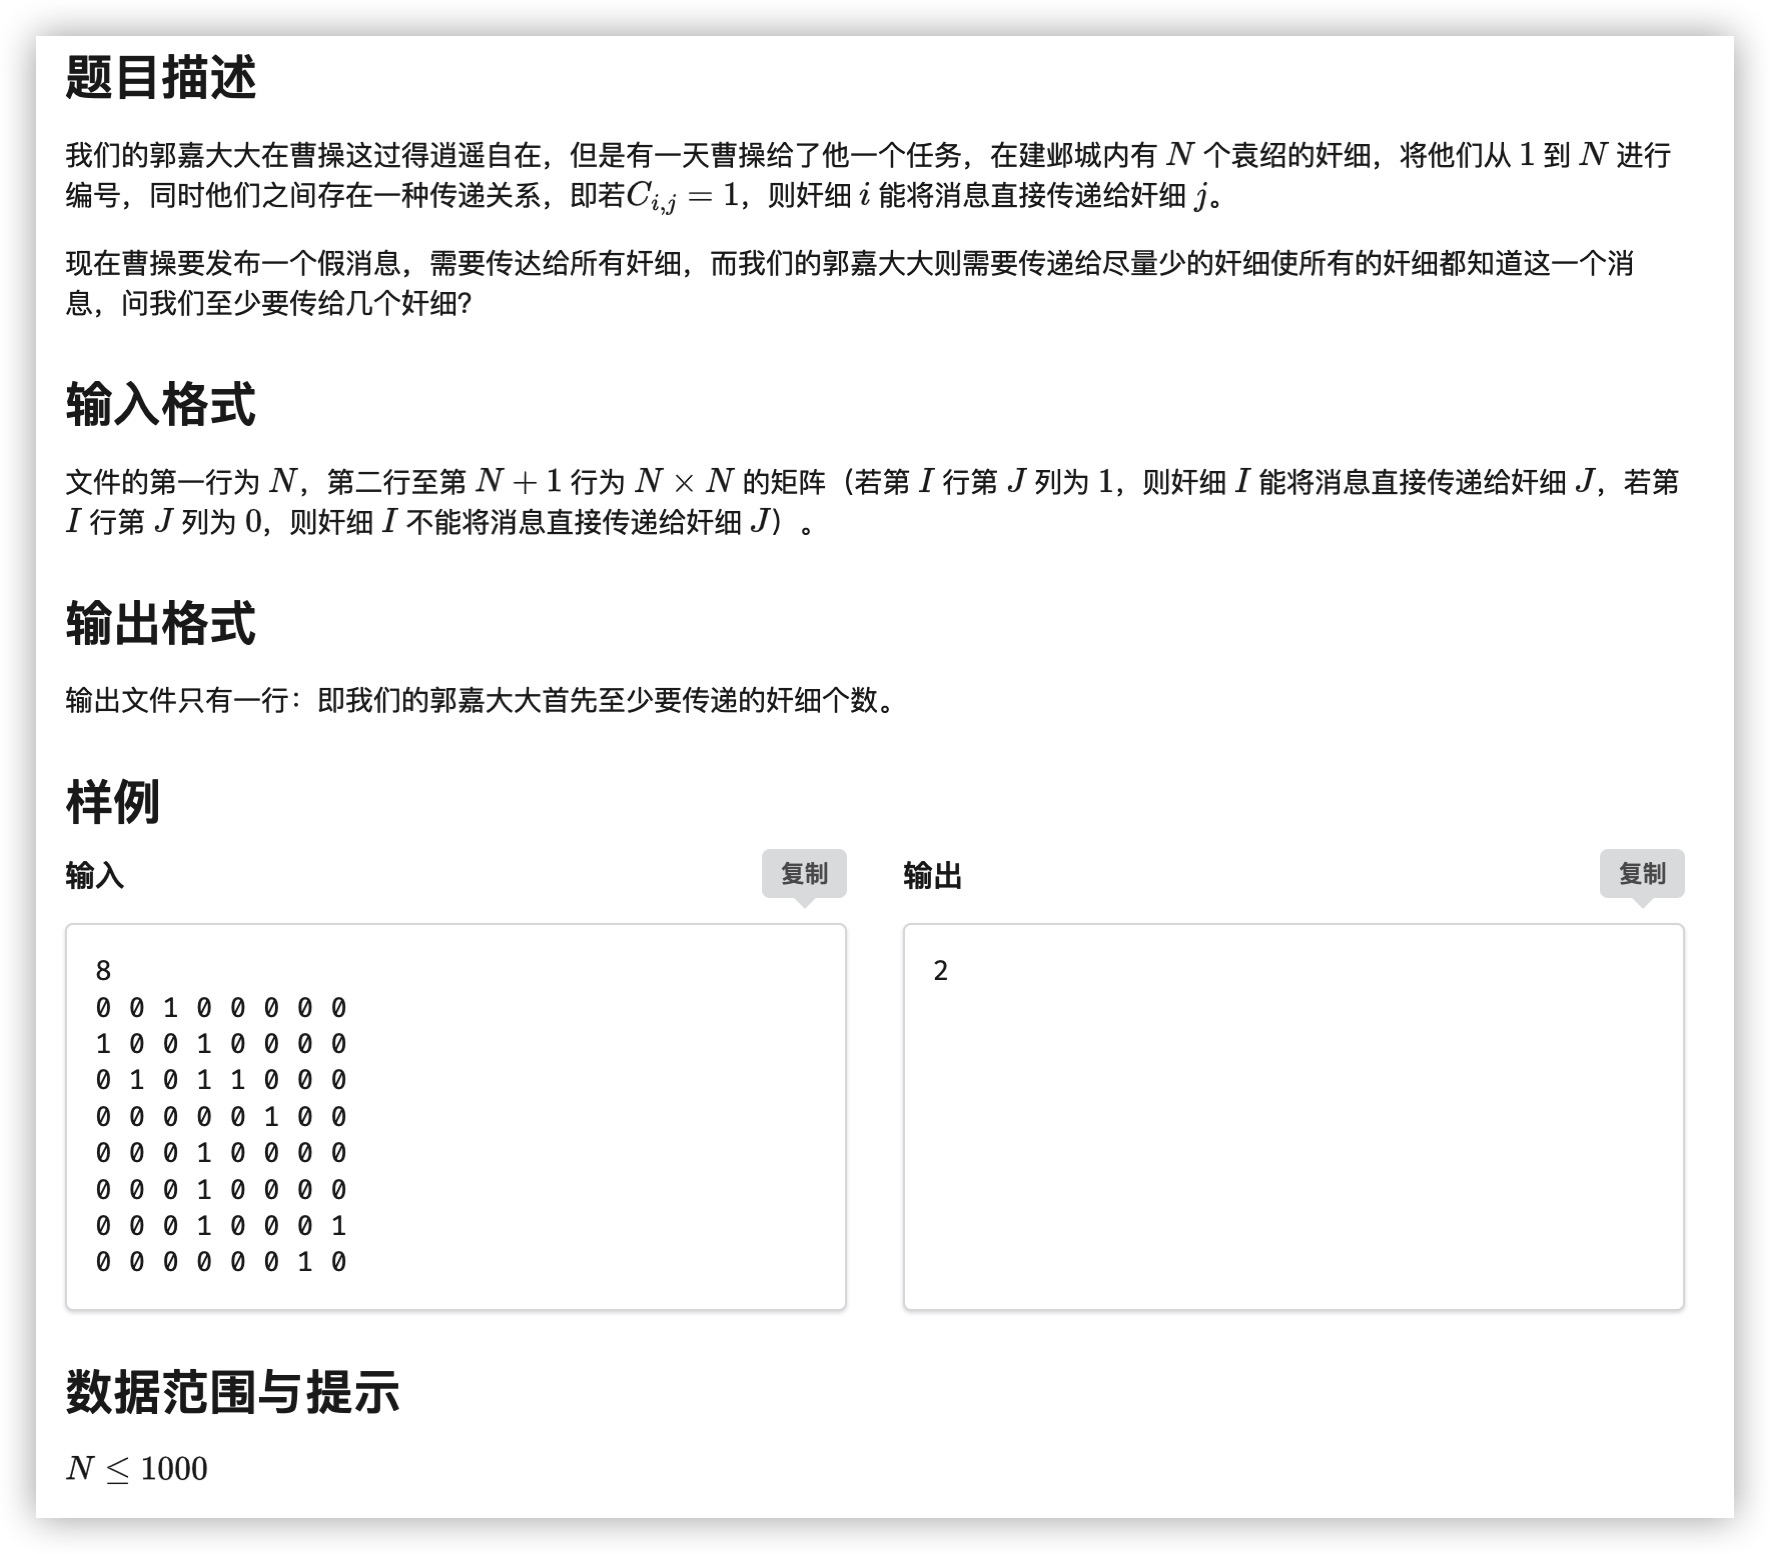 题目描述
我们的郭嘉大大在曹操这过得逍遥自在，但是有一天曹操给了他一个任务，在建邺城内有 N 个袁绍的奸细，将他们从 1 到 N 进行
编号，同时他们之间存在一种传递关系，即若C_{i,j} = 1，则奸细 i 能将消息直接传递给奸细 j。
现在曹操要发布一个假消息，需要传达给所有奸细，而我们的郭嘉大大则需要传递给尽量少的奸细使所有的奸细都知道这一个消
息，问我们至少要传给几个奸细？
输入格式
文件的第一行为 N，第二行至第 N + 1 行为 N × N 的矩阵（若第 I 行第 J 列为 1，则奸细 I 能将消息直接传递给奸细 J，若第
I 行第 J 列为 0，则奸细 I 不能将消息直接传递给奸细 J）。
输出格式
输出文件只有一行：即我们的郭嘉大大首先至少要传递的奸细个数。
样例
输入 复制
8
0 0 1 0 0 0 0 0
1 0 0 1 0 0 0 0
0 1 0 1 1 0 0 0
0 0 0 0 0 1 0 0
0 0 0 1 0 0 0 0
0 0 0 1 0 0 0 0
0 0 0 1 0 0 0 1
0 0 0 0 0 0 1 0
输出 复制
2
数据范围与提示
N ≤ 1000